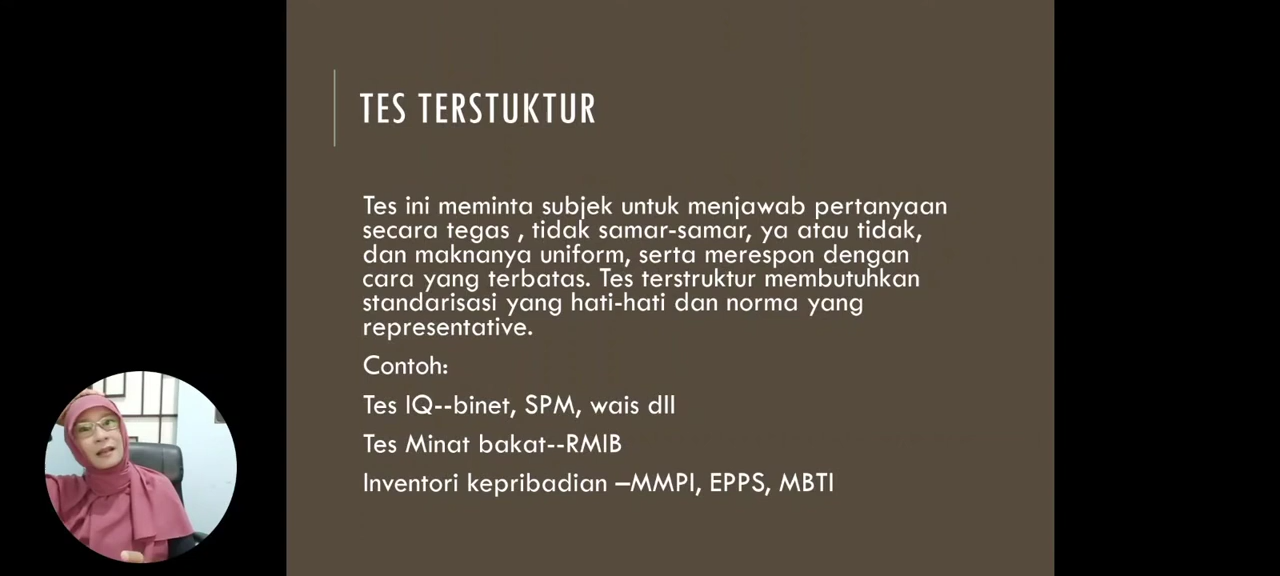 TES TERSTUKTUR
Tes ini meminta subjek untuk menjawab pertanyaan
secara tegas , tidak samar-samar, ya atau tidak,
dan maknanya uniform, serta merespon dengan
cara yang terbatas. Tes terstruktur membutuhkan
standarisasi yang hati-hati dan norma yang
representative.
Contoh:
Tes IQ--binet, SPM, wais dll
Tes Minat bakat--RMIB
Inventori kepribadian –MMPI, EPPS, MBTI